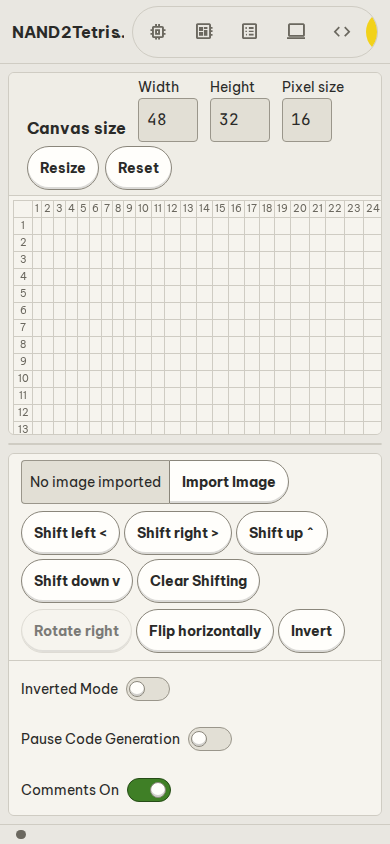 NAND2Tetris..
Width Height Pixel size
Canvas size 48 32 16
Resize Reset
1 2 3 4 5 6 7 8 9 10 11 12 13 14 15 16 17 18 19 20 21 22 23 24
1
2
3
4
5
6
7
8
9
10
11
12
13
No image imported Import Image
Shift left < Shift right > Shift up ^
Shift down v Clear Shifting
Rotate right Flip horizontally Invert
Inverted Mode
Pause Code Generation
Comments On